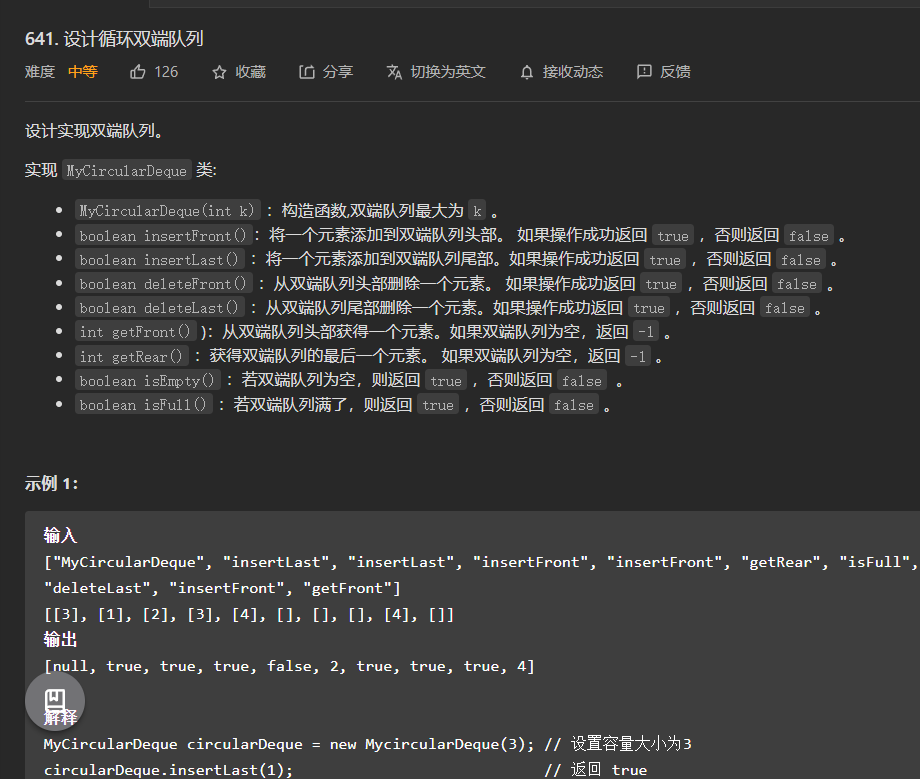 641. 设计循环双端队列
难度 中等 126 收藏 分享 切换为英文 接收动态 反馈
设计实现双端队列。
实现 MyCircularDeque 类:
MyCircularDeque(int k) ：构造函数,双端队列最大为 k 。
boolean insertFront()：将一个元素添加到双端队列头部。 如果操作成功返回 true ，否则返回 false 。
boolean insertLast() ：将一个元素添加到双端队列尾部。如果操作成功返回 true ，否则返回 false 。
boolean deleteFront() ：从双端队列头部删除一个元素。 如果操作成功返回 true ，否则返回 false 。
boolean deleteLast() ：从双端队列尾部删除一个元素。如果操作成功返回 true ，否则返回 false 。
int getFront() )：从双端队列头部获得一个元素。如果双端队列为空，返回 -1 。
int getRear() ：获得双端队列的最后一个元素。 如果双端队列为空，返回 -1 。
boolean isEmpty() ：若双端队列为空，则返回 true ，否则返回 false  。
boolean isFull() ：若双端队列满了，则返回 true ，否则返回 false 。
示例 1：
输入
["MyCircularDeque", "insertLast", "insertLast", "insertFront", "insertFront", "getRear", "isFull",
"deleteLast", "insertFront", "getFront"]
[[3], [1], [2], [3], [4], [], [], [], [4], []]
输出
[null, true, true, true, false, 2, true, true, true, 4]
解释
MyCircularDeque circularDeque = new MycircularDeque(3); // 设置容量大小为3
circularDeque.insertLast(1); // 返回 true